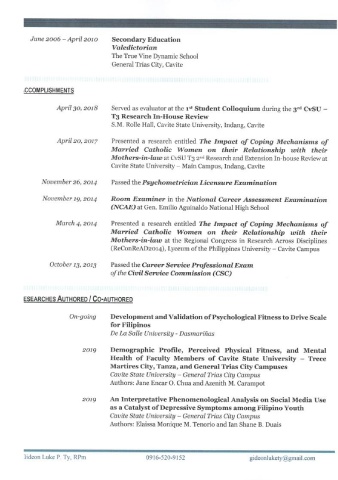 June 2006 – April 2010 Secondary Education
Valedictorian
The True Vine Dynamic School
General Trias City, Cavite
CCOMPLISHMENTS
April 30, 2018 Served as evaluator at the 1st Student Colloquium during the 3rd CvSU –
T3 Research In-House Review
S.M. Rolle Hall, Cavite State University, Indang, Cavite
April 20, 2017 Presented a research entitled The Impact of Coping Mechanisms of
Married Catholic Women on their Relationship with their
Mothers-in-law at CvSU T3 2nd Research and Extension In-house Review at
Cavite State University – Main Campus, Indang, Cavite
November 26, 2014 Passed the Psychometrician Licensure Examination
November 19, 2014 Room Examiner in the National Career Assessment Examination
(NCAE) at Gen. Emilio Aguinaldo National High School
March 4, 2014 Presented a research entitled The Impact of Coping Mechanisms of
Married Catholic Women on their Relationship with their
Mothers-in-law at the Regional Congress in Research Across Disciplines
(ReConReAD2014), Lyceum of the Philippines University – Cavite Campus
October 13, 2013 Passed the Career Service Professional Exam
of the Civil Service Commission (CSC)
ESEARCHES AUTHORED / CO-AUTHORED
On-going Development and Validation of Psychological Fitness to Drive Scale
for Filipinos
De La Salle University - Dasmariñas
2019 Demographic Profile, Perceived Physical Fitness, and Mental
Health of Faculty Members of Cavite State University – Trece
Martires City, Tanza, and General Trias City Campuses
Cavite State University – General Trias City Campus
Authors: Jane Encar O. Chua and Azenith M. Carampot
2019 An Interpretative Phenomenological Analysis on Social Media Use
as a Catalyst of Depressive Symptoms among Filipino Youth
Cavite State University – General Trias City Campus
Authors: Elaissa Monique M. Tenorio and Ian Shane B. Duais
Luke P. Ty, RPm 0916-520-9152 gideonlukety@gmail.com